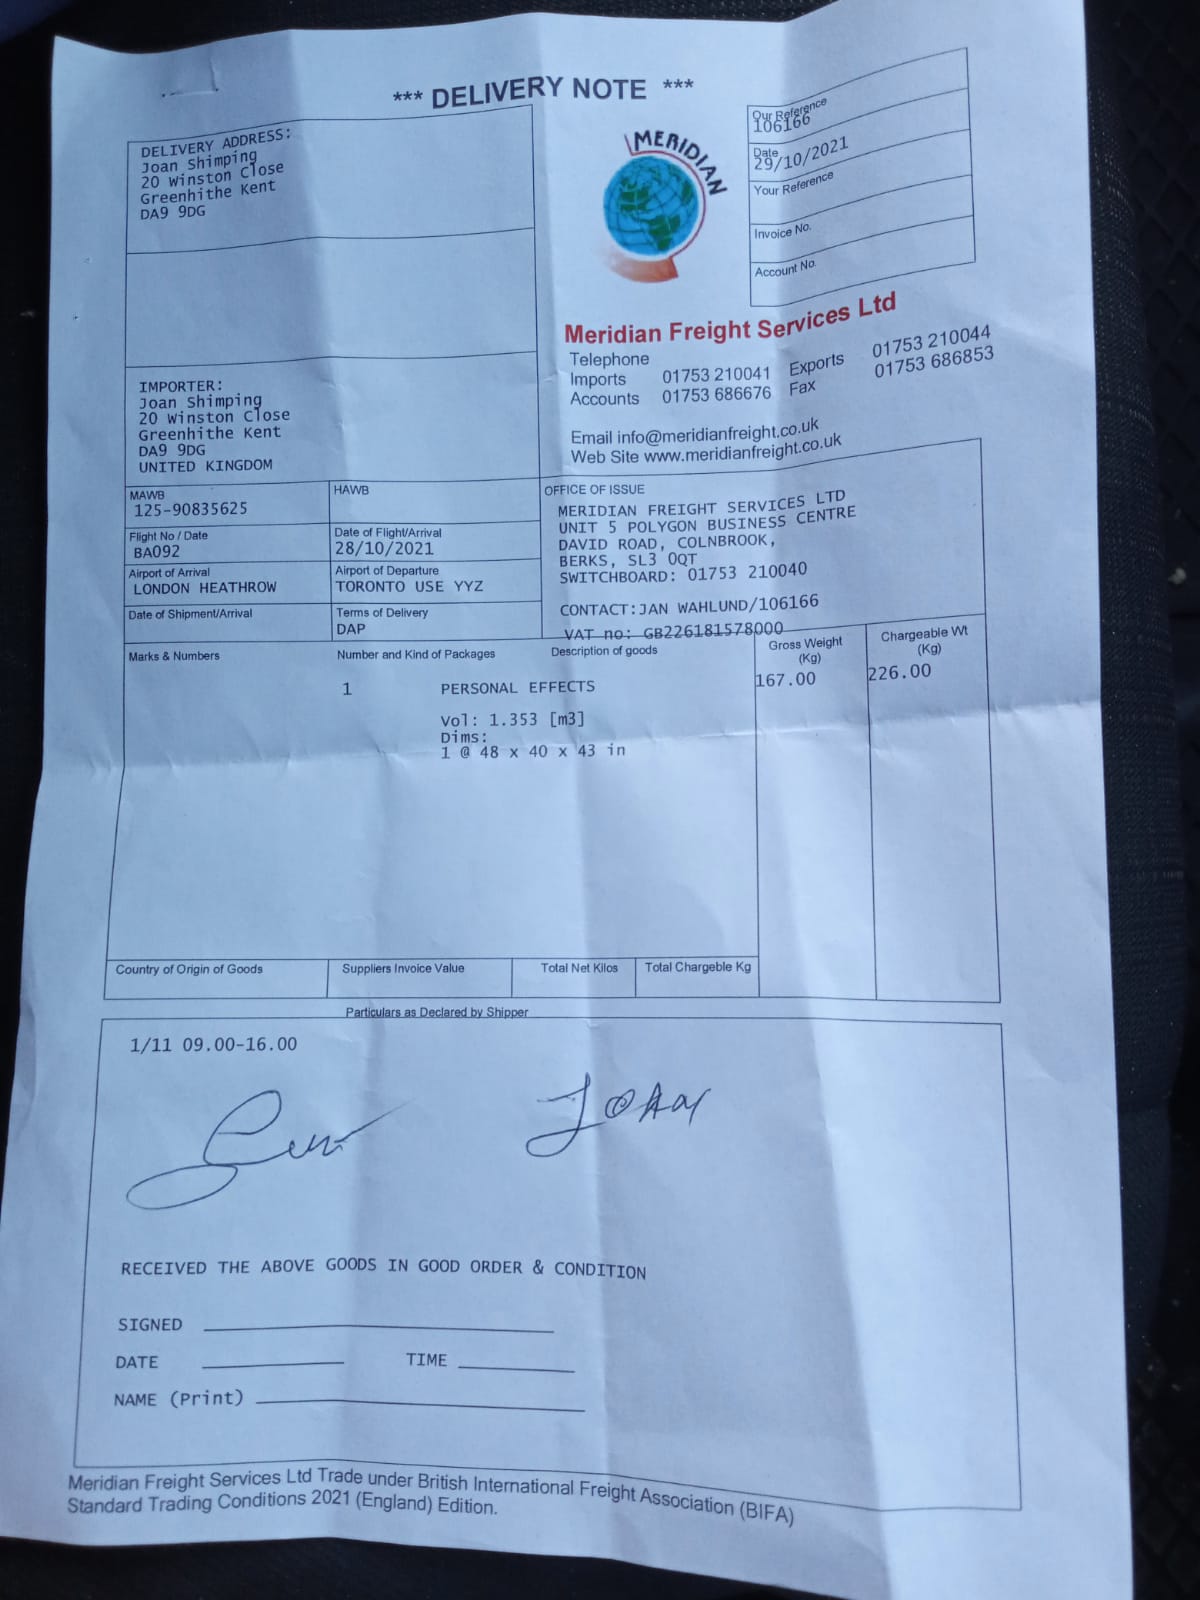 *** DELIVERY NOTE ***
DELIVERY ADDRESS:
Joan Shimping
20 Winston Close
Greenhithe Kent
DA9 9DG
MERIDIAN
Our Reference
106166
Date
29/10/2021
Your Reference
Invoice No.
Account No.
Meridian Freight Services Ltd
Telephone
Imports 01753 210041 Exports 01753 210044
Accounts 01753 686676 Fax 01753 686853
Email info@meridianfreight.co.uk
Web Site www.meridianfreight.co.uk
IMPORTER:
Joan Shimping
20 Winston Close
Greenhithe Kent
DA9 9DG
UNITED KINGDOM
MAWB HAWB
125-90835625
Flight No / Date Date of Flight/Arrival
BA092 28/10/2021
Airport of Arrival Airport of Departure
LONDON HEATHROW TORONTO USE YYZ
Date of Shipment/Arrival Terms of Delivery
DAP
OFFICE OF ISSUE
MERIDIAN FREIGHT SERVICES LTD
UNIT 5 POLYGON BUSINESS CENTRE
DAVID ROAD, COLNBROOK,
BERKS, SL3 0QT
SWITCHBOARD: 01753 210040
CONTACT:JAN WAHLUND/106166
VAT no: GB226181578000
Marks & Numbers Number and Kind of Packages Description of goods Gross Weight (Kg) Chargeable Wt (Kg)
1 PERSONAL EFFECTS 167.00 226.00
Vol: 1.353 [m3]
Dims:
1 @ 48 x 40 x 43 in
Country of Origin of Goods Suppliers Invoice Value Total Net Kilos Total Chargeble Kg
Particulars as Declared by Shipper
1/11 09.00-16.00
RECEIVED THE ABOVE GOODS IN GOOD ORDER & CONDITION
SIGNED
DATE TIME
NAME (Print)
Meridian Freight Services Ltd Trade under British International Freight Association (BIFA)
Standard Trading Conditions 2021 (England) Edition.